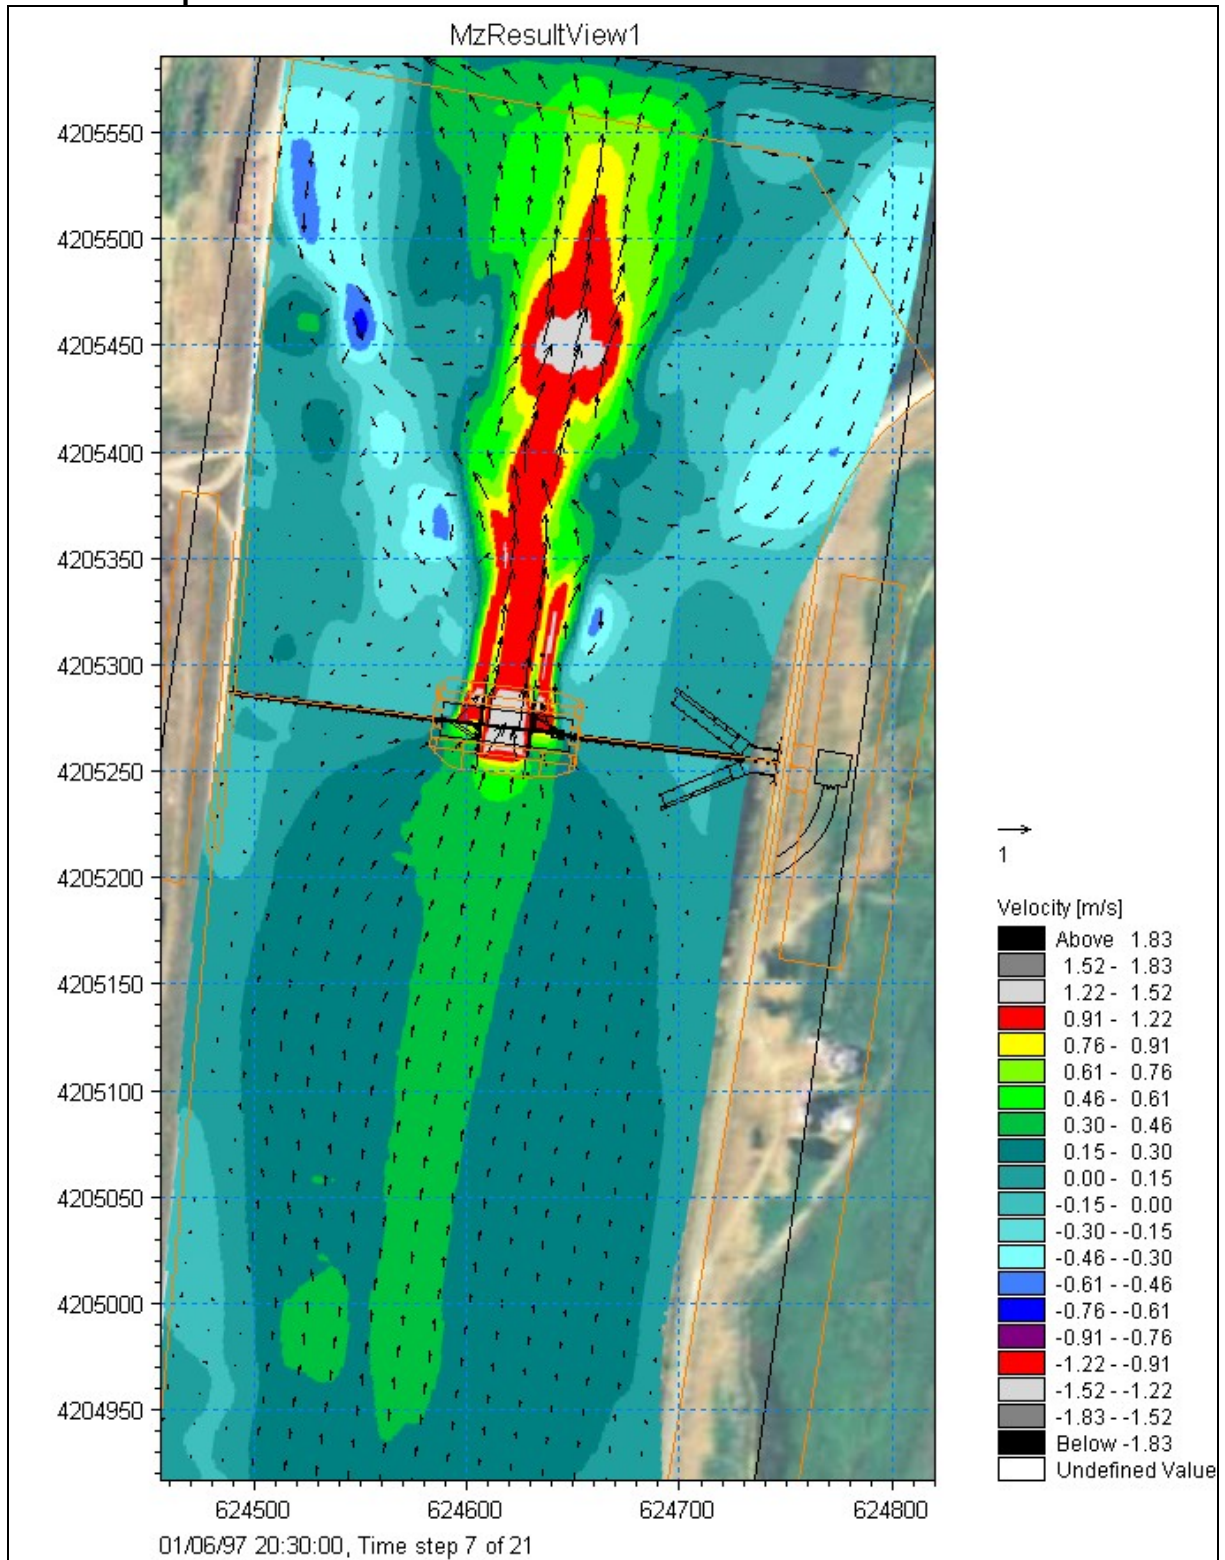 MzResultView1
4205550
4205500
4205450
4205400
4205350
4205300
4205250
4205200
4205150
4205100
4205050
4205000
4204950
624500 624600 624700 624800
01/06/97 20:30:00, Time step 7 of 21
1
Velocity [m/s]
Above 1.83
1.52 - 1.83
1.22 - 1.52
0.91 - 1.22
0.76 - 0.91
0.61 - 0.76
0.46 - 0.61
0.30 - 0.46
0.15 - 0.30
0.00 - 0.15
-0.15 - 0.00
-0.30 - -0.15
-0.46 - -0.30
-0.61 - -0.46
-0.76 - -0.61
-0.91 - -0.76
-1.22 - -0.91
-1.52 - -1.22
-1.83 - -1.52
Below -1.83
Undefined Value